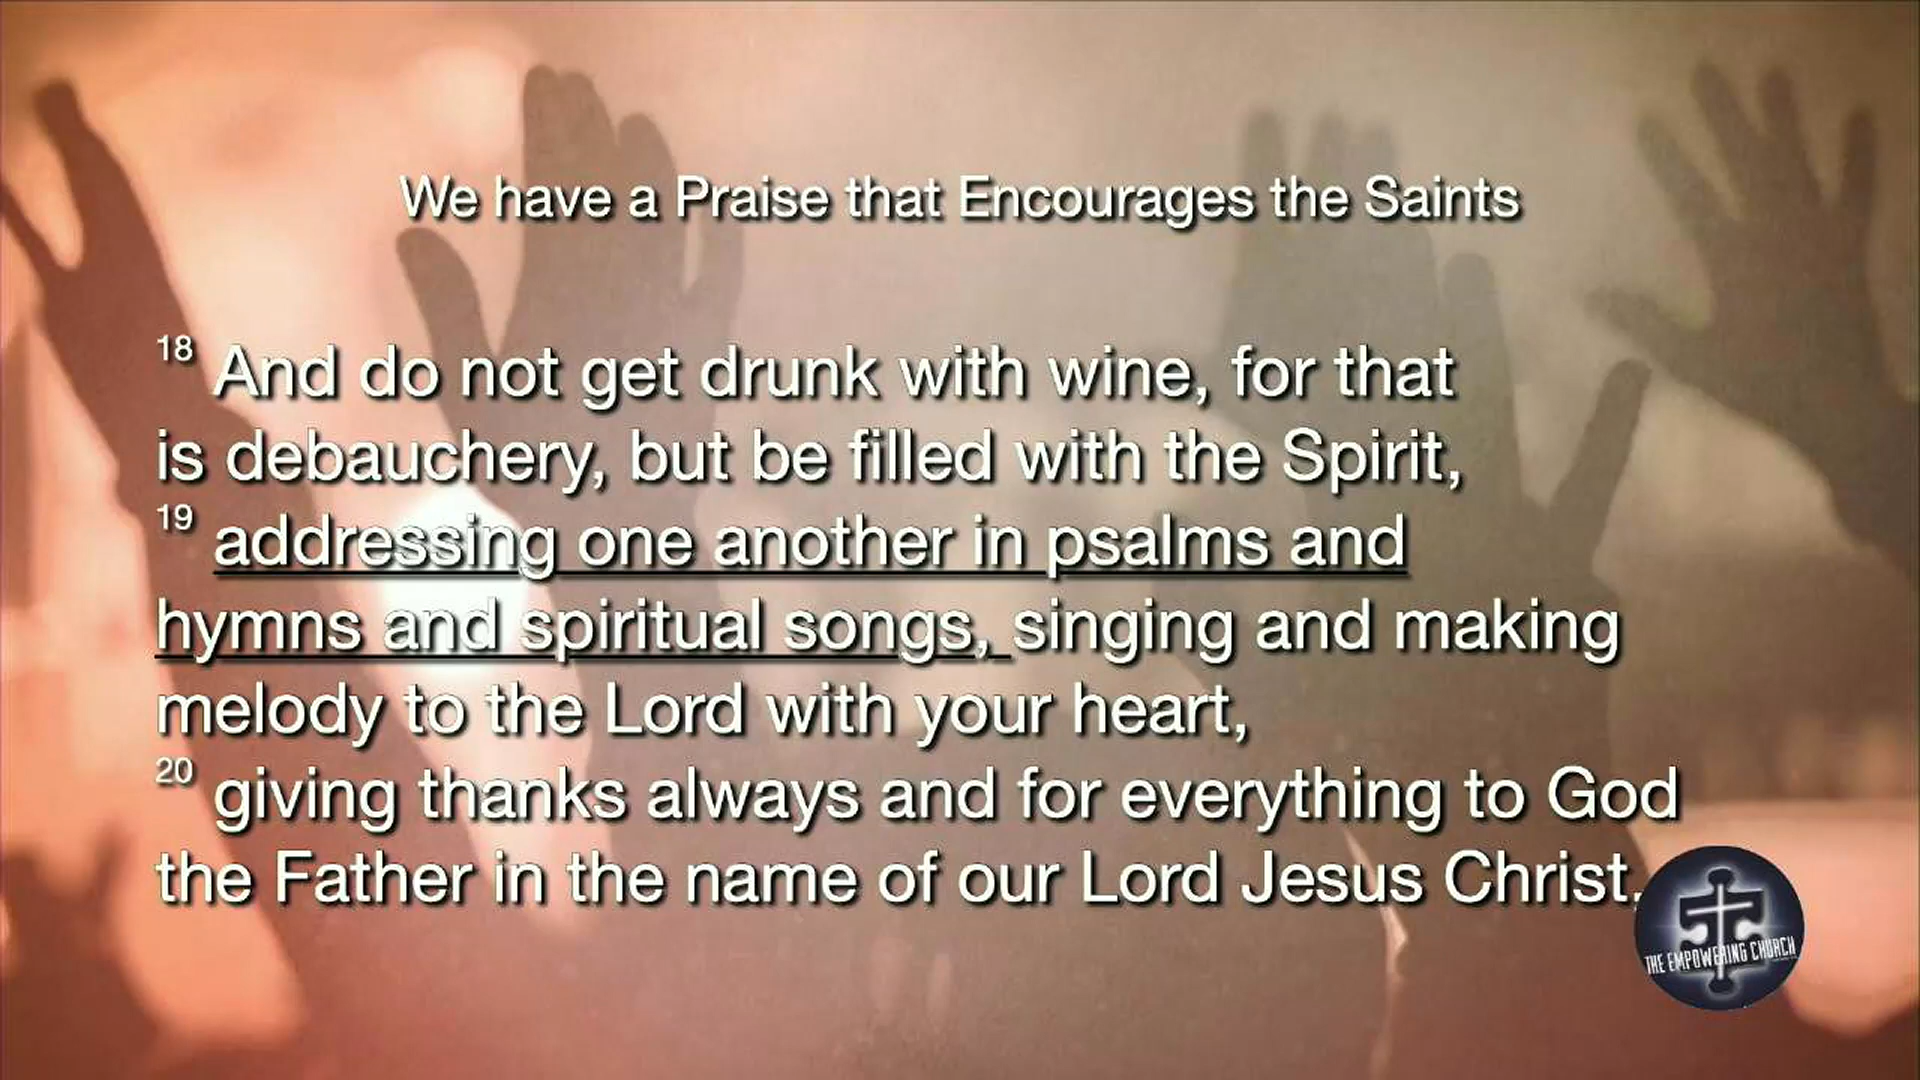 We have a Praise that Encourages the Saints
18 And do not get drunk with wine, for that
is debauchery, but be filled with the Spirit,
19 addressing one another in psalms and
hymns and spiritual songs, singing and making
melody to the Lord with your heart,
20 giving thanks always and for everything to God
the Father in the name of our Lord Jesus Christ.
THE EMPOWERING CHURCH